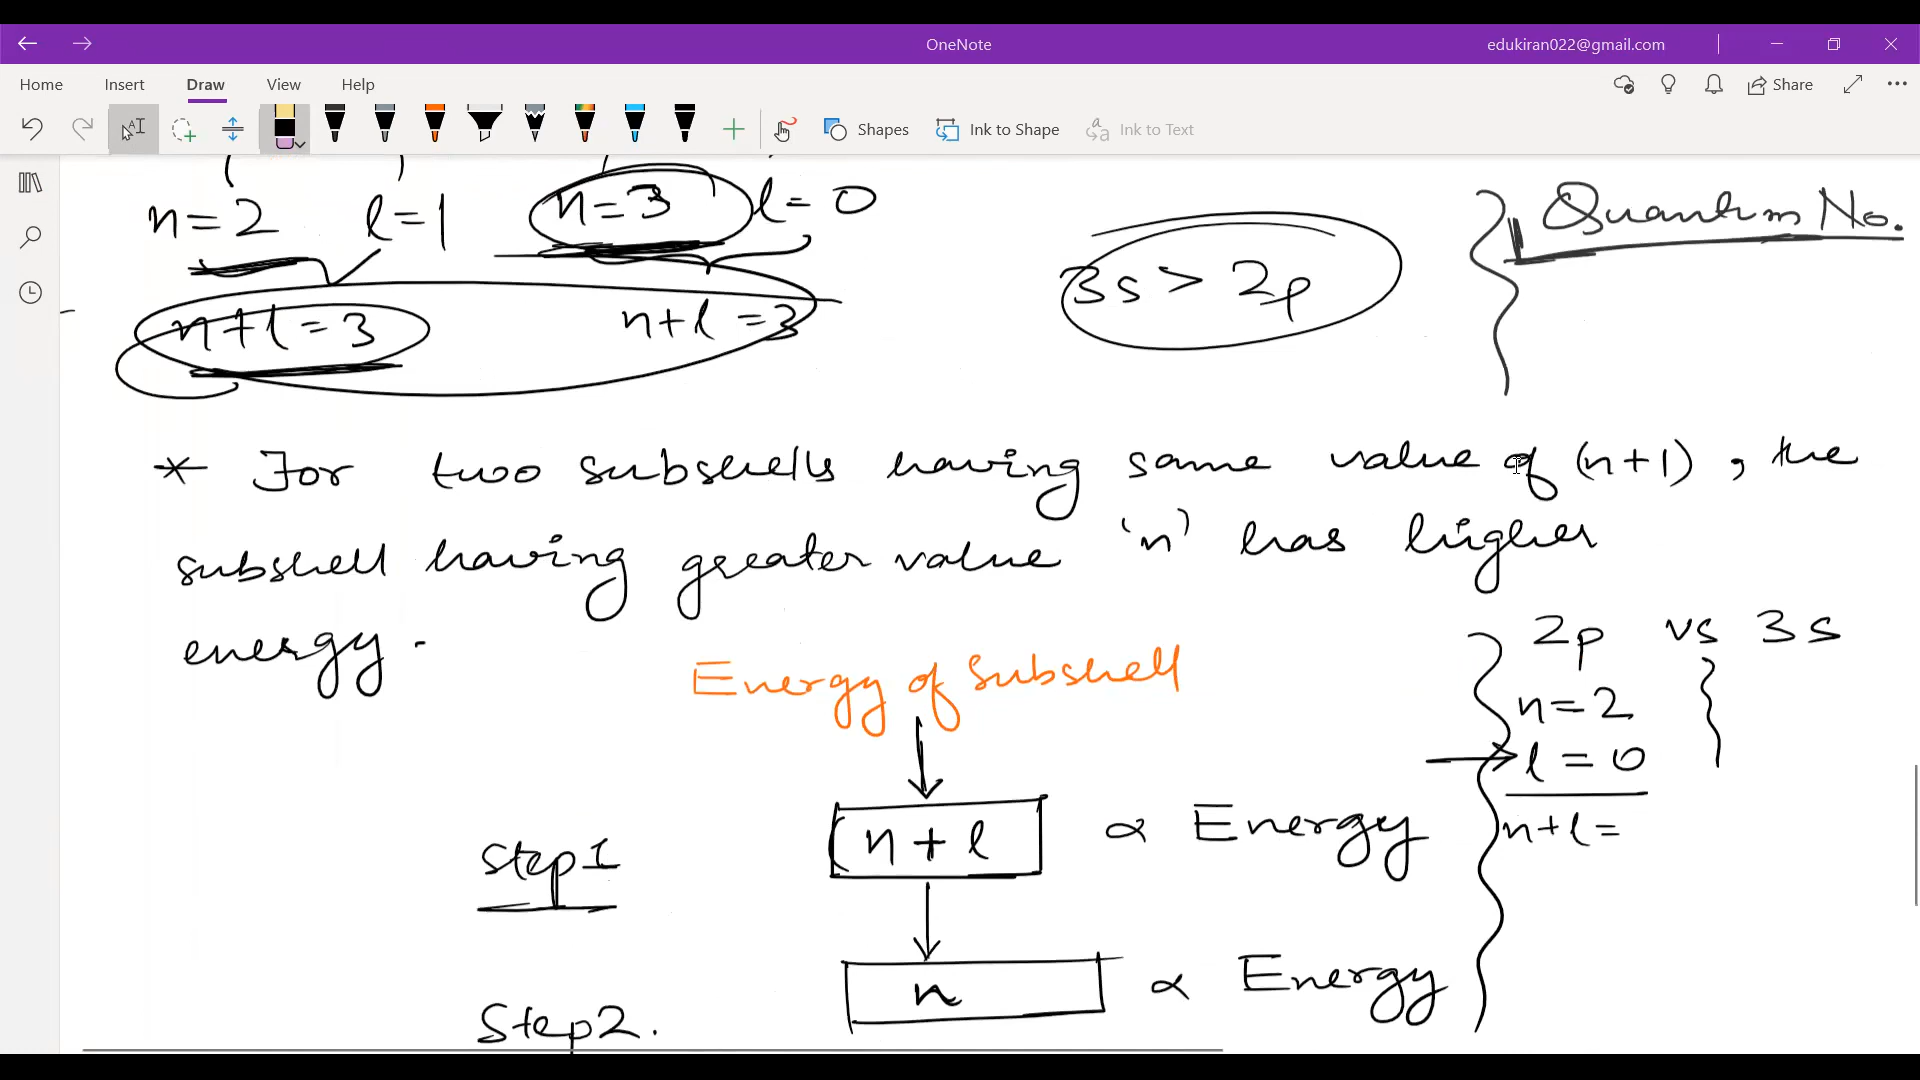 OneNote
edukiran022@gmail.com
Home Insert Draw View Help
Share
Shapes Ink to Shape Ink to Text
n=2 l=1 n=3 l=0
Quantum No.
3s > 2p
n+l=3 n+l=3
* For two subshells having same value of (n+1), the
subshell having greater value 'n' has higher
energy.
2p vs 3s
Energy of Subshell
n=2
l=0
Step1
n+l ∝ Energy
n+l=
n ∝ Energy
Step2.